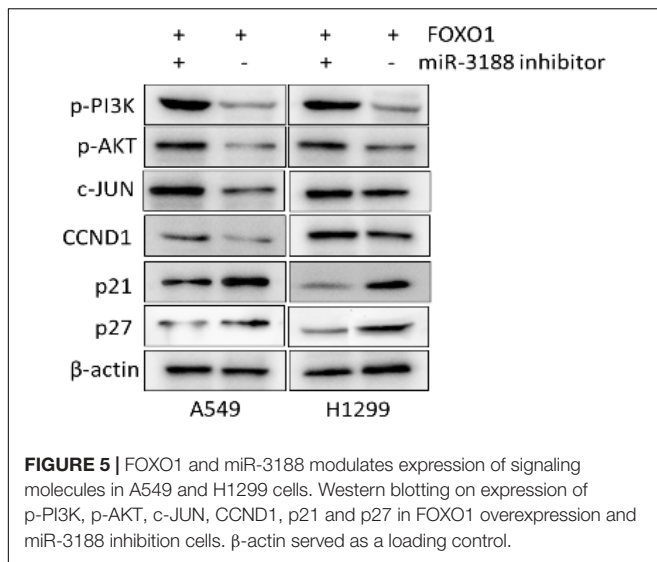 + + + + FOXO1
+ - + - miR-3188 inhibitor
p-PI3K
p-AKT
c-JUN
CCND1
p21
p27
β-actin
A549 H1299
FIGURE 5 | FOXO1 and miR-3188 modulates expression of signaling
molecules in A549 and H1299 cells. Western blotting on expression of
p-PI3K, p-AKT, c-JUN, CCND1, p21 and p27 in FOXO1 overexpression and
miR-3188 inhibition cells. β-actin served as a loading control.